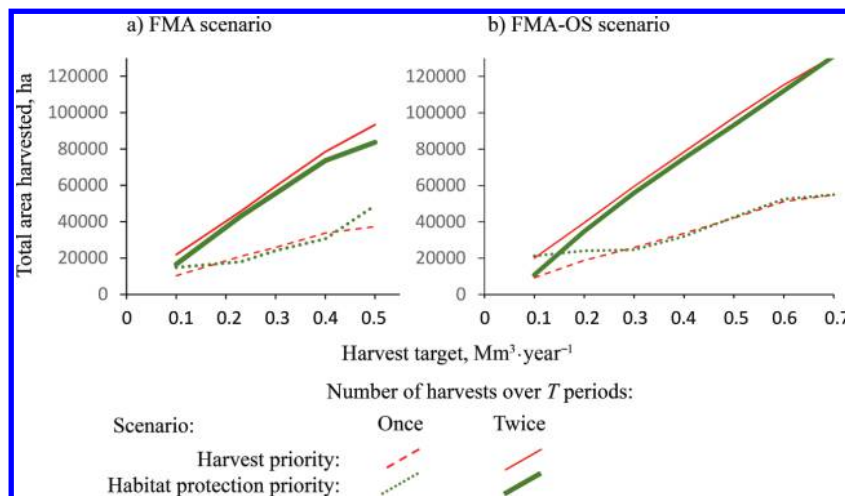 a) FMA scenario
b) FMA-OS scenario
Total area harvested, ha
120000
100000
80000
60000
40000
20000
0
120000
100000
80000
60000
40000
20000
0
0 0.1 0.2 0.3 0.4 0.5
0 0.1 0.2 0.3 0.4 0.5 0.6 0.7
Harvest target, Mm³·year⁻¹
Number of harvests over T periods:
Scenario: Once Twice
Harvest priority:
Habitat protection priority: